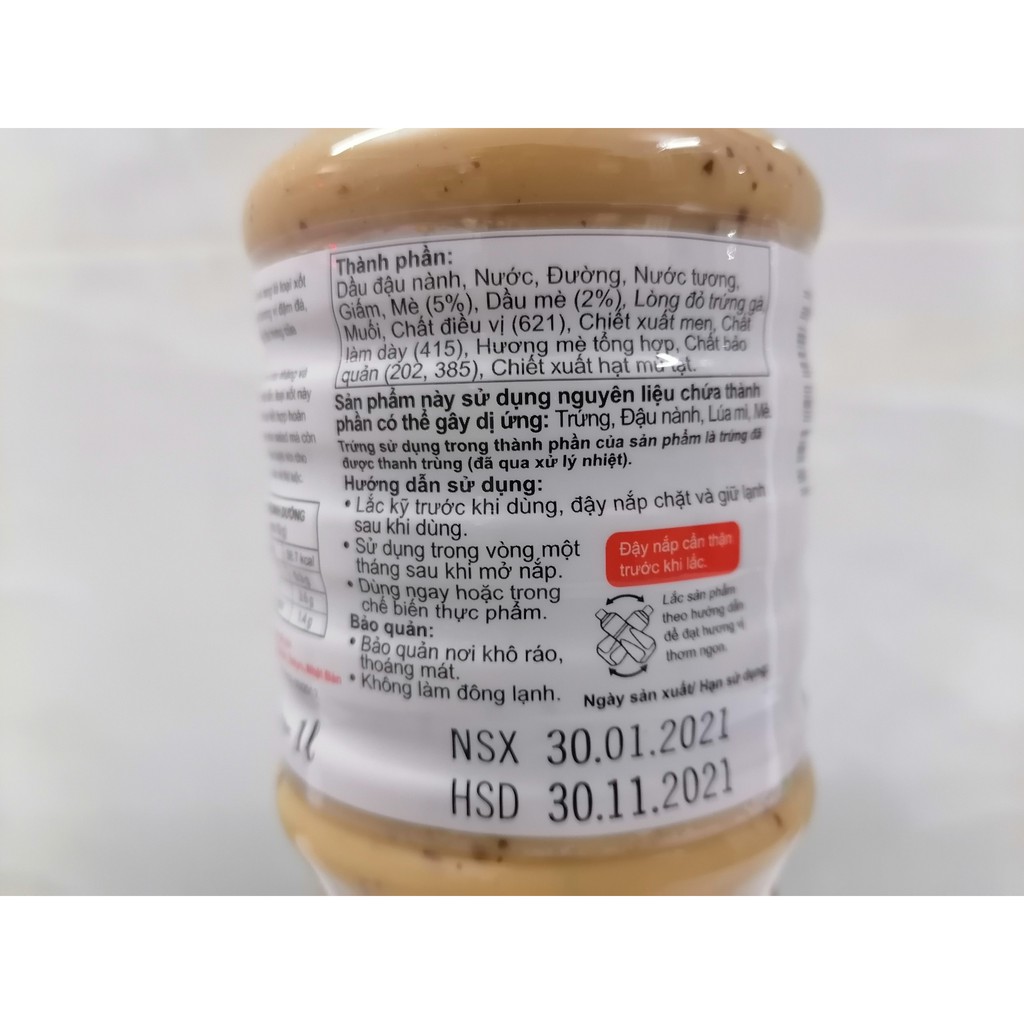 Thành phần:
Dầu đậu nành, Nước, Đường, Nước tương,
Giấm, Mè (5%), Dầu mè (2%), Lòng đỏ trứng gà,
Muối, Chất điều vị (621), Chiết xuất men, Chất
làm dày (415), Hương mè tổng hợp, Chất bảo
quản (202, 385), Chiết xuất hạt mù tạt.
Sản phẩm này sử dụng nguyên liệu chứa thành
phần có thể gây dị ứng: Trứng, Đậu nành, Lúa mì, Mè.
Trứng sử dụng trong thành phần của sản phẩm là trứng đã
được thanh trùng (đã qua xử lý nhiệt).
Hướng dẫn sử dụng:
• Lắc kỹ trước khi dùng, đậy nắp chặt và giữ lạnh
sau khi dùng.
• Sử dụng trong vòng một
tháng sau khi mở nắp.
• Dùng ngay hoặc trong
chế biến thực phẩm.
Đậy nắp cẩn thận
trước khi lắc.
Lắc sản phẩm
theo hướng dẫn
để đạt hương vị
thơm ngon.
Bảo quản:
• Bảo quản nơi khô ráo,
thoáng mát.
• Không làm đông lạnh.
Ngày sản xuất/ Hạn sử dụng
NSX 30.01.2021
HSD 30.11.2021
1ℓ